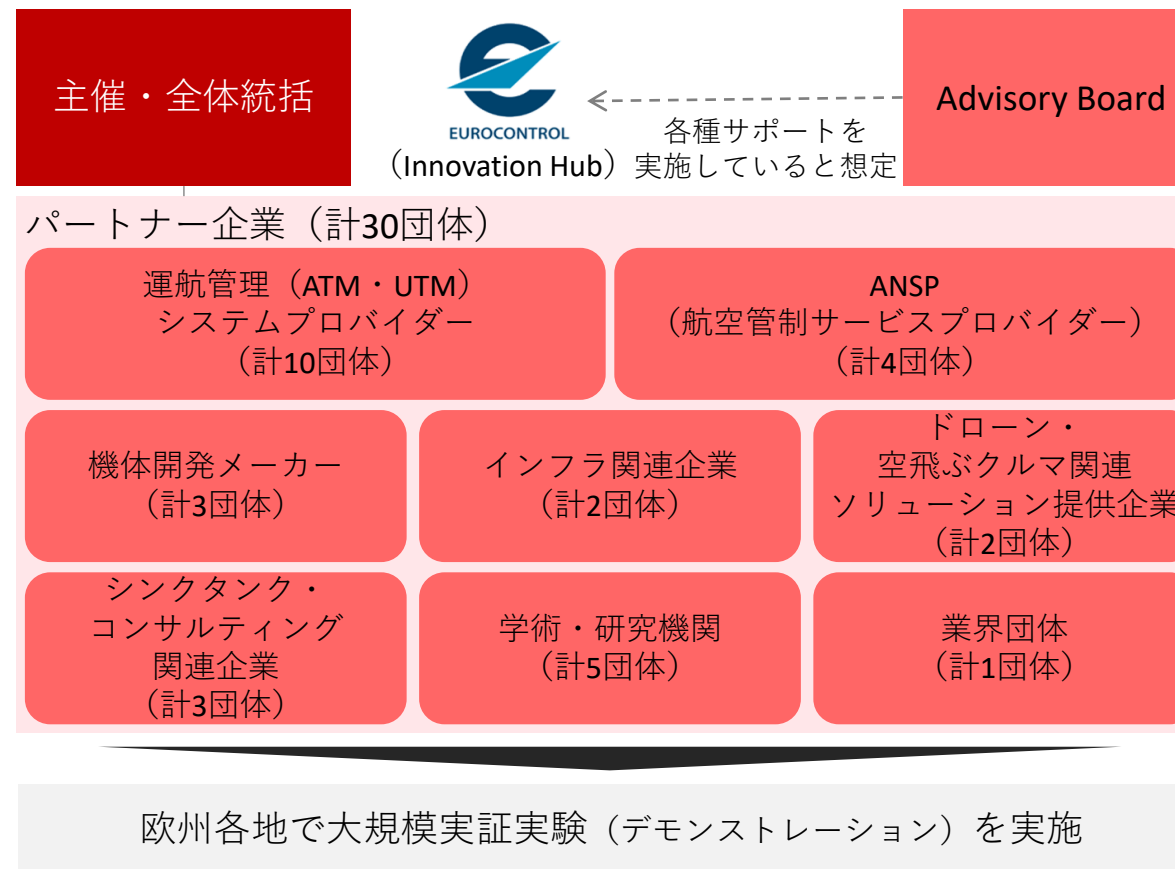 主催・全体統括
EUROCONTROL
（Innovation Hub）
各種サポートを
実施していると想定
Advisory Board
パートナー企業（計30団体）
運航管理（ATM・UTM）
システムプロバイダー
（計10団体）
ANSP
（航空管制サービスプロバイダー）
（計4団体）
機体開発メーカー
（計3団体）
インフラ関連企業
（計2団体）
ドローン・
空飛ぶクルマ関連
ソリューション提供企業
（計2団体）
シンクタンク・
コンサルティング
関連企業
（計3団体）
学術・研究機関
（計5団体）
業界団体
（計1団体）
欧州各地で大規模実証実験（デモンストレーション）を実施